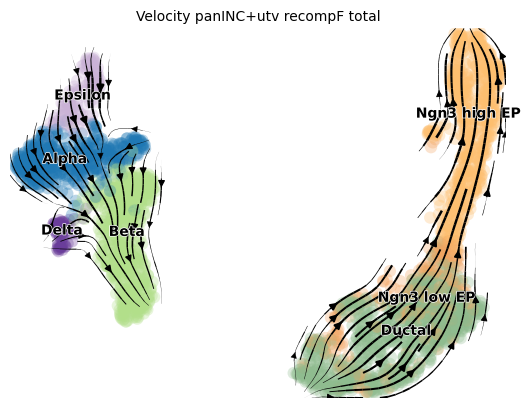 Velocity panINC+utv recompF total
Epsilon
Ngn3 high EP
Alpha
Delta
Beta
Ngn3 low EP
Ductal